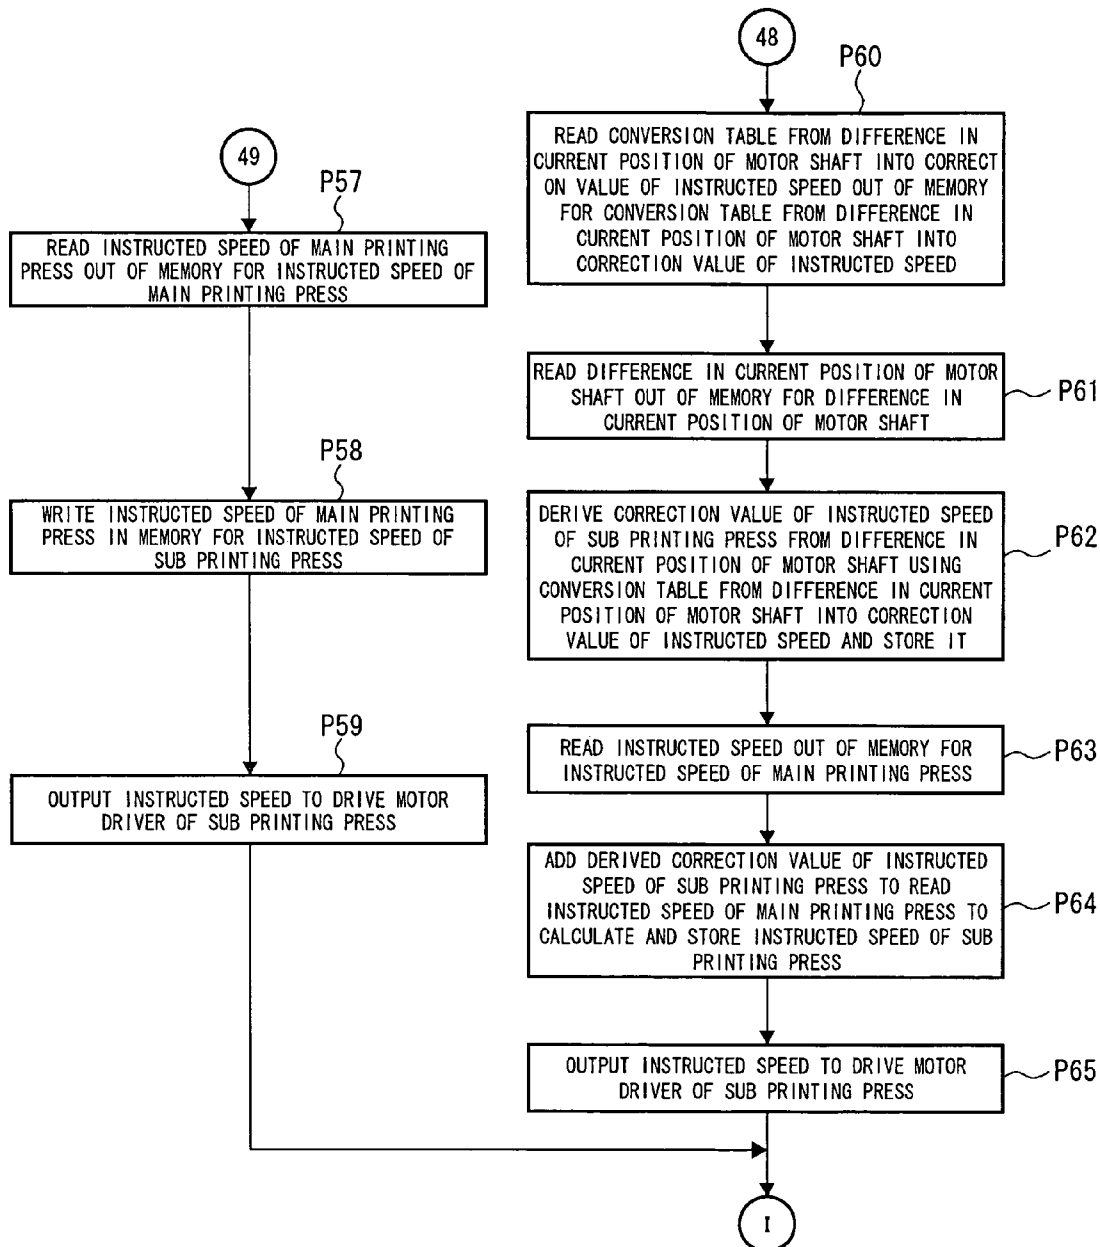 49
P57
READ INSTRUCTED SPEED OF MAIN PRINTING
PRESS OUT OF MEMORY FOR INSTRUCTED SPEED OF
MAIN PRINTING PRESS
P58
WRITE INSTRUCTED SPEED OF MAIN PRINTING
PRESS IN MEMORY FOR INSTRUCTED SPEED OF
SUB PRINTING PRESS
P59
OUTPUT INSTRUCTED SPEED TO DRIVE MOTOR
DRIVER OF SUB PRINTING PRESS
48
P60
READ CONVERSION TABLE FROM DIFFERENCE IN
CURRENT POSITION OF MOTOR SHAFT INTO CORRECT
ON VALUE OF INSTRUCTED SPEED OUT OF MEMORY
FOR CONVERSION TABLE FROM DIFFERENCE IN
CURRENT POSITION OF MOTOR SHAFT INTO
CORRECTION VALUE OF INSTRUCTED SPEED
READ DIFFERENCE IN CURRENT POSITION OF MOTOR
SHAFT OUT OF MEMORY FOR DIFFERENCE IN
CURRENT POSITION OF MOTOR SHAFT
P61
DERIVE CORRECTION VALUE OF INSTRUCTED SPEED
OF SUB PRINTING PRESS FROM DIFFERENCE IN
CURRENT POSITION OF MOTOR SHAFT USING
CONVERSION TABLE FROM DIFFERENCE IN CURRENT
POSITION OF MOTOR SHAFT INTO CORRECTION
VALUE OF INSTRUCTED SPEED AND STORE IT
P62
READ INSTRUCTED SPEED OUT OF MEMORY FOR
INSTRUCTED SPEED OF MAIN PRINTING PRESS
P63
ADD DERIVED CORRECTION VALUE OF INSTRUCTED
SPEED OF SUB PRINTING PRESS TO READ
INSTRUCTED SPEED OF MAIN PRINTING PRESS TO
CALCULATE AND STORE INSTRUCTED SPEED OF SUB
PRINTING PRESS
P64
OUTPUT INSTRUCTED SPEED TO DRIVE MOTOR
DRIVER OF SUB PRINTING PRESS
P65
I